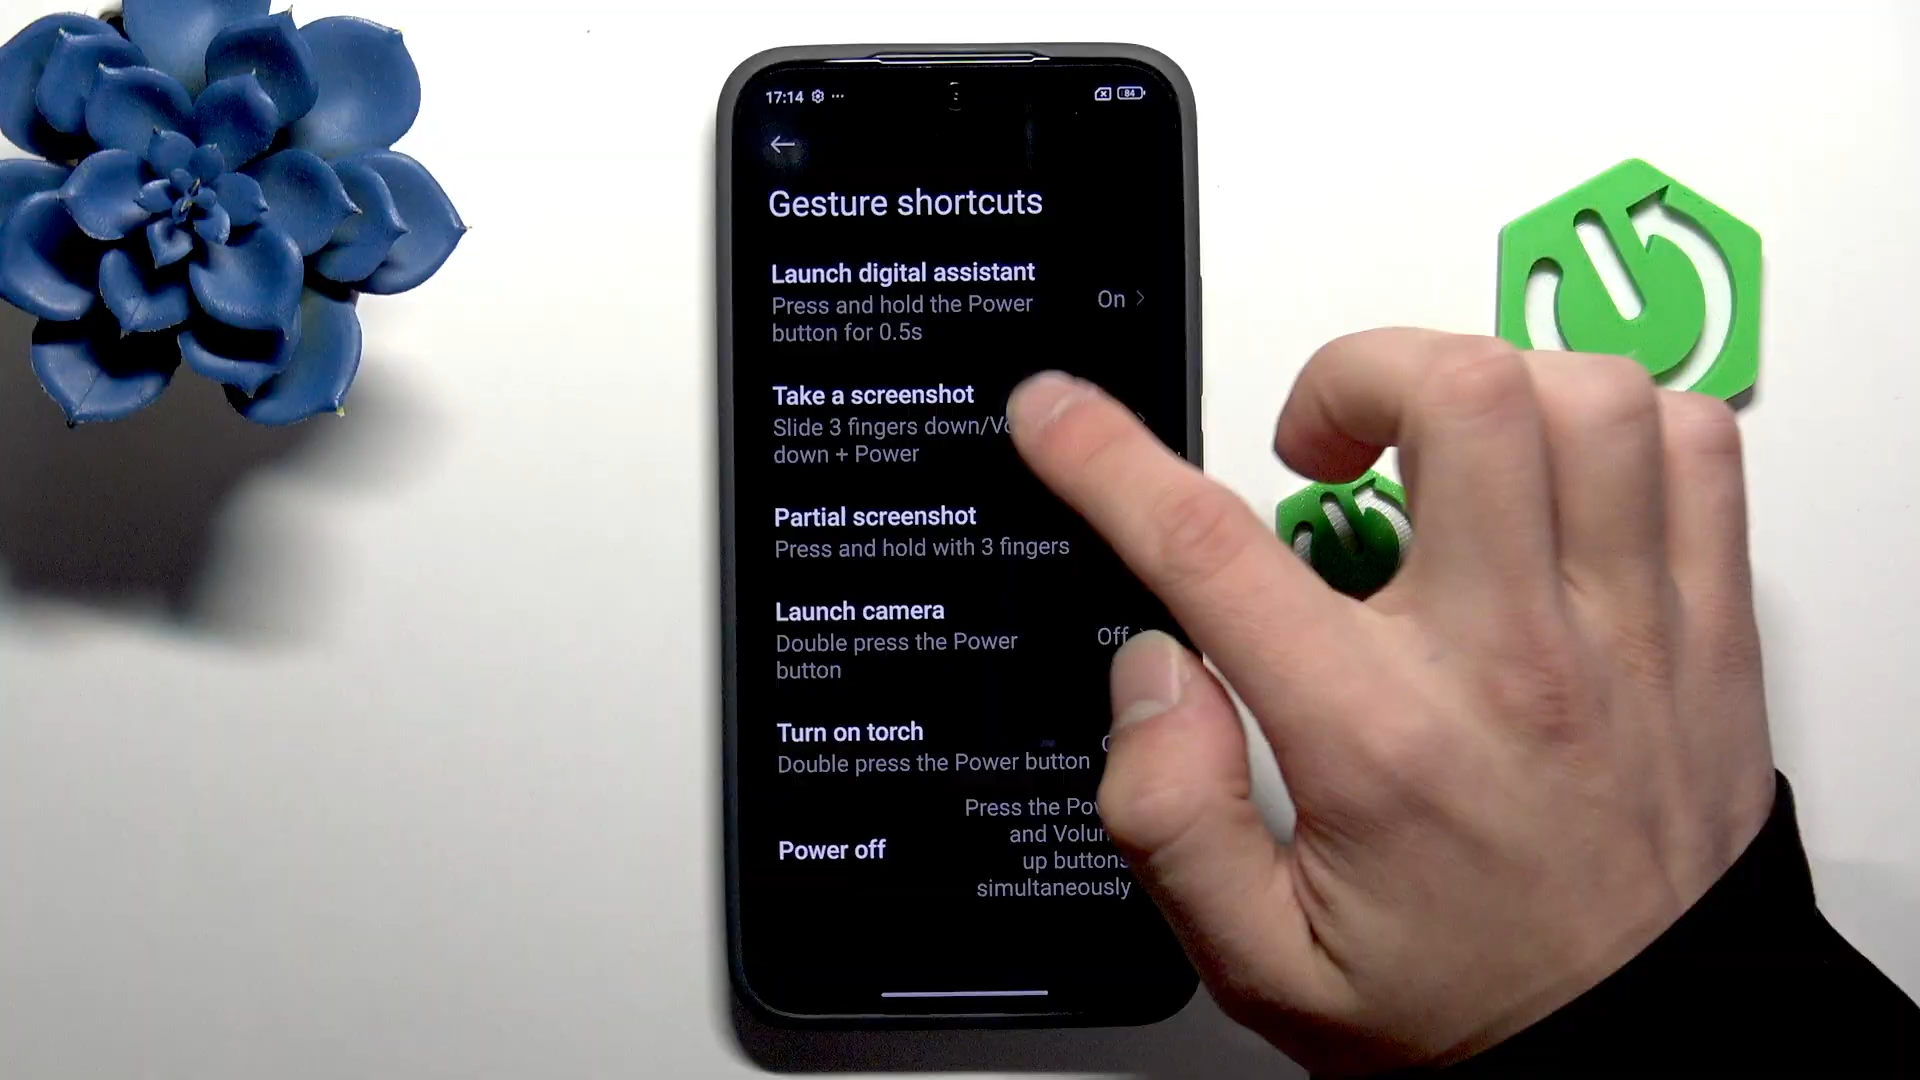 17:14
84
Gesture shortcuts
Launch digital assistant
Press and hold the Power
button for 0.5s
On
Take a screenshot
Slide 3 fingers down/
down + Power
Partial screenshot
Press and hold with 3 fingers
Launch camera
Double press the Power
button
Off
Turn on torch
Double press the Power button
Press the
and
up buttons
simultaneously
Power off